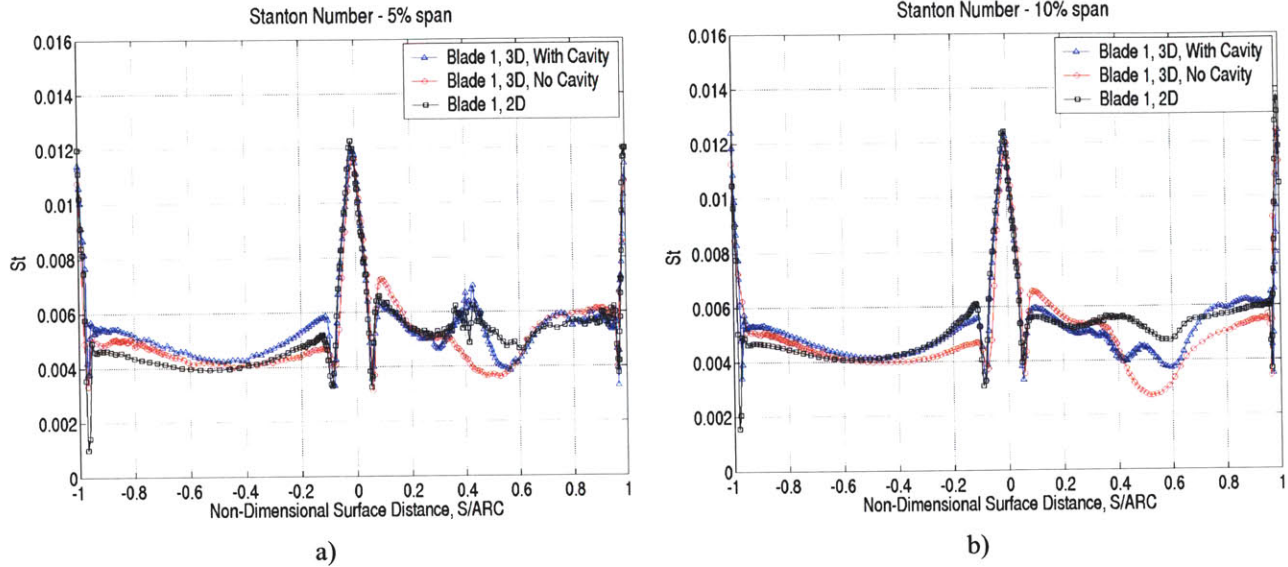 Stanton Number - 5% span
0.016
0.014
0.012
0.01
0.008
0.006
0.004
0.002
0
St
Blade 1, 3D, With Cavity
Blade 1, 3D, No Cavity
Blade 1, 2D
-1 -0.8 -0.6 -0.4 -0.2 0 0.2 0.4 0.6 0.8 1
Non-Dimensional Surface Distance, S/ARC
a)
Stanton Number - 10% span
0.016
0.014
0.012
0.01
0.008
0.006
0.004
0.002
0
St
Blade 1, 3D, With Cavity
Blade 1, 3D, No Cavity
Blade 1, 2D
-1 -0.8 -0.6 -0.4 -0.2 0 0.2 0.4 0.6 0.8 1
Non-Dimensional Surface Distance, S/ARC
b)